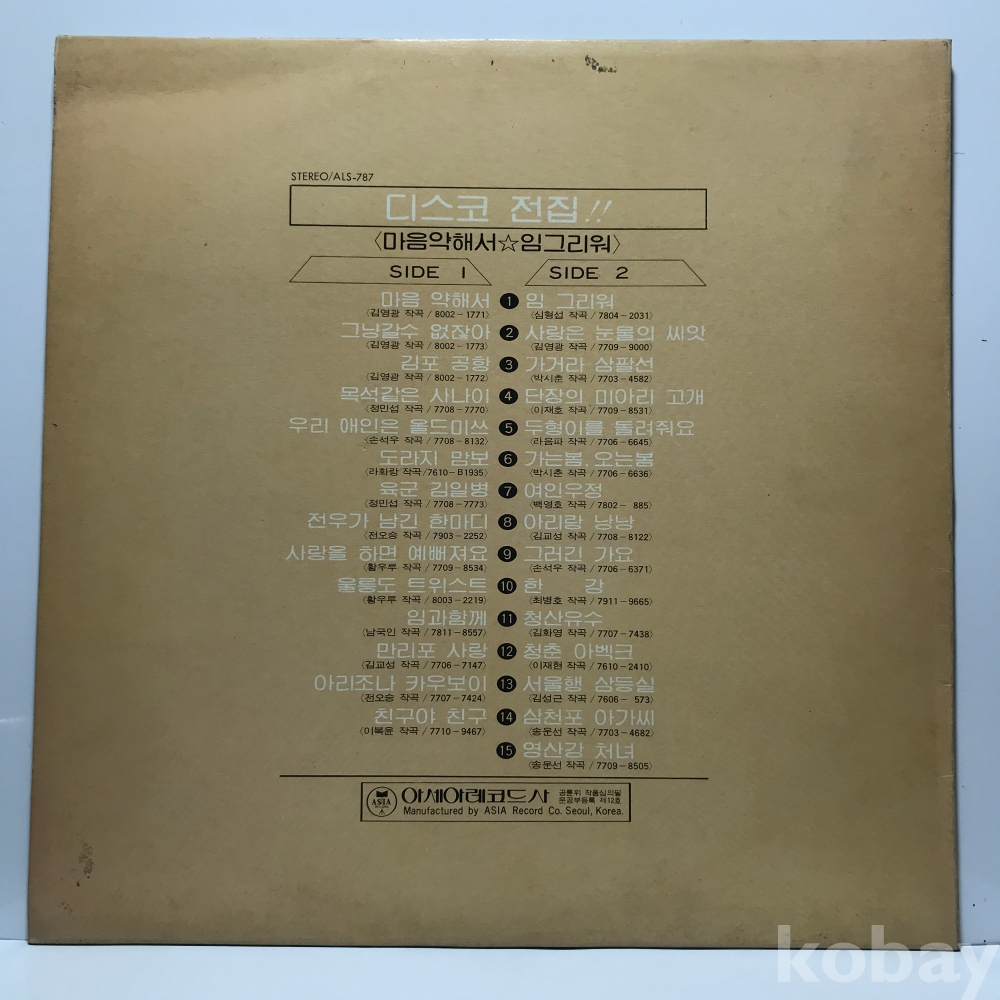 STEREO/ALS-787
디스코 전집!!
〈마음약해서☆임그리워〉
SIDE 1
마음 약해서 1
〈김영광 작곡/8002-1771〉
그냥갈수 없잖아 2
〈김영광 작곡/8002-1773〉
김포 공항 3
〈김영광 작곡/8002-1772〉
목석같은 사나이 4
〈정민섭 작곡/7708-7770〉
우리 애인은 올드미쓰 5
〈손석우 작곡/7708-8132〉
도라지 맘보 6
〈라화랑 작곡/7610-B1935〉
육군 김일병 7
〈정민섭 작곡/7708-7773〉
전우가 남긴 한마디 8
〈전오승 작곡/7903-2252〉
사랑을 하면 예뻐져요 9
〈황우루 작곡/7709-8534〉
울릉도 트위스트 10
〈황우루 작곡/8003-2219〉
임과함께 11
〈남국인 작곡/7811-8557〉
만리포 사랑 12
〈김교성 작곡/7706-7147〉
아리조나 카우보이 13
〈전오승 작곡/7707-7424〉
친구야 친구 14
〈이복윤 작곡/7710-9467〉
15
SIDE 2
임 그리워
〈심형섭 작곡/7804-2031〉
사랑은 눈물의 씨앗
〈김영광 작곡/7709-9000〉
가거라 삼팔선
〈박시춘 작곡/7703-4582〉
단장의 미아리 고개
〈이재호 작곡/7709-8531〉
두형이를 돌려줘요
〈라음파 작곡/7706-6645〉
가는봄, 오는봄
〈박시춘 작곡/7706-6636〉
여인우정
〈백영호 작곡/7802- 885〉
아리랑 낭낭
〈김교성 작곡/7708-8122〉
그러긴 가요
〈손석우 작곡/7706-6371〉
한 강
〈최병호 작곡/7911-9665〉
청산유수
〈김화영 작곡/7707-7438〉
청춘 아벡크
〈이재현 작곡/7610-2410〉
서울행 삼등실
〈김성근 작곡/7606- 573〉
삼천포 아가씨
〈송운선 작곡/7703-4682〉
영산강 처녀
〈송운선 작곡/7709-8505〉
ASIA
아세아레코드사
공륜위 작품심의필
문공부등록 제12호
Manufactured by ASIA Record Co. Seoul, Korea.
kobay